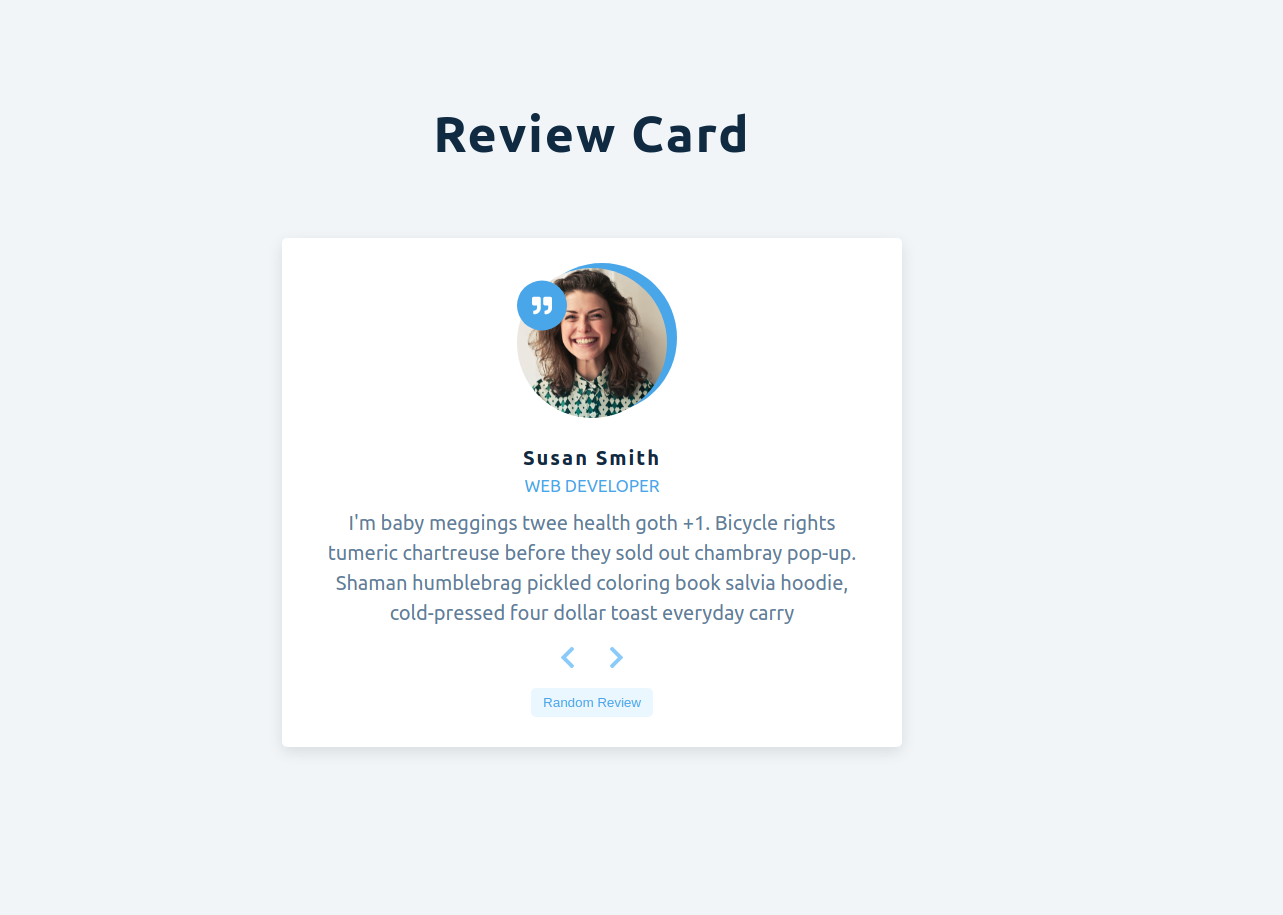 Review Card
Susan Smith
WEB DEVELOPER
I'm baby meggings twee health goth +1. Bicycle rights
tumeric chartreuse before they sold out chambray pop-up.
Shaman humblebrag pickled coloring book salvia hoodie,
cold-pressed four dollar toast everyday carry
Random Review